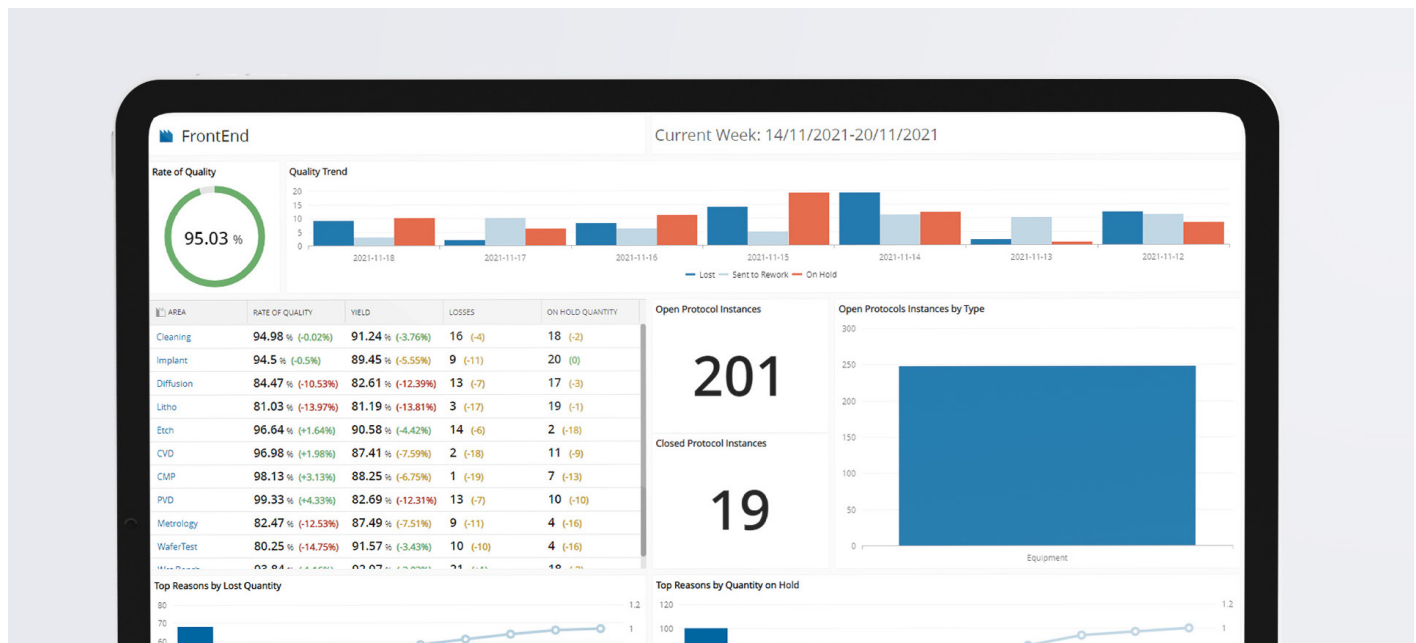 FrontEnd
Current Week: 14/11/2021-20/11/2021
Rate of Quality
95.03 %
Quality Trend
20
15
10
5
0
2021-11-18 2021-11-17 2021-11-16 2021-11-15 2021-11-14 2021-11-13 2021-11-12
Lost Sent to Rework On Hold
AREA RATE OF QUALITY YIELD LOSSES ON HOLD QUANTITY
Cleaning 94.98 % (-0.02%) 91.24 % (-3.76%) 16 (-4) 18 (-2)
Implant 94.5 % (-0.5%) 89.45 % (-5.55%) 9 (-11) 20 (0)
Diffusion 84.47 % (-10.53%) 82.61 % (-12.39%) 13 (-7) 17 (-3)
Litho 81.03 % (-13.97%) 81.19 % (-13.81%) 3 (-17) 19 (-1)
Etch 96.64 % (+1.64%) 90.58 % (-4.42%) 14 (-6) 2 (-18)
CVD 96.98 % (+1.98%) 87.41 % (-7.59%) 2 (-18) 11 (-9)
CMP 98.13 % (+3.13%) 88.25 % (-6.75%) 1 (-19) 7 (-13)
PVD 99.33 % (+4.33%) 82.69 % (-12.31%) 13 (-7) 10 (-10)
Metrology 82.47 % (-12.53%) 87.49 % (-7.51%) 9 (-11) 4 (-16)
WaferTest 80.25 % (-14.75%) 91.57 % (-3.43%) 10 (-10) 4 (-16)
Open Protocol Instances
201
Closed Protocol Instances
19
Open Protocols Instances by Type
300
250
200
150
100
50
0
Equipment
Top Reasons by Lost Quantity
80 1.2
70 1
60
Top Reasons by Quantity on Hold
120 1.2
100 1